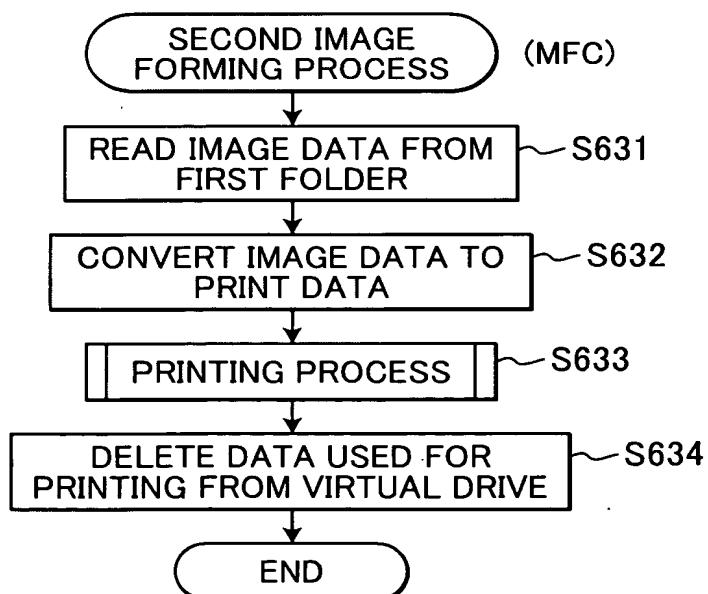 SECOND IMAGE
FORMING PROCESS
(MFC)
READ IMAGE DATA FROM
FIRST FOLDER
S631
CONVERT IMAGE DATA TO
PRINT DATA
S632
PRINTING PROCESS
S633
DELETE DATA USED FOR
PRINTING FROM VIRTUAL DRIVE
S634
END